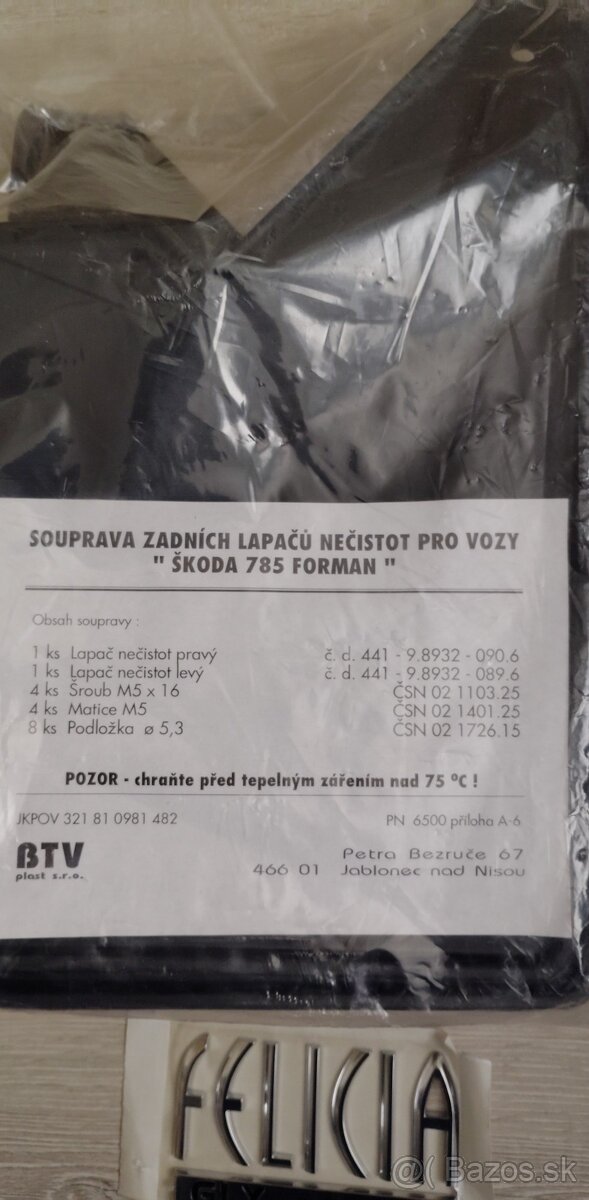 SOUPRAVA ZADNÍCH LAPAČŮ NEČISTOT PRO VOZY
" ŠKODA 785 FORMAN "
Obsah soupravy :
1 ks Lapač nečistot pravý č. d. 441 - 9.8932 - 090.6
1 ks Lapač nečistot levý č. d. 441 - 9.8932 - 089.6
4 ks Šroub M5 x 16 ČSN 02 1103.25
4 ks Matice M5 ČSN 02 1401.25
8 ks Podložka ø 5,3 ČSN 02 1726.15
POZOR - chraňte před tepelným zářením nad 75 ºC !
JKPOV 321 81 0981 482 PN 6500 příloha A-6
BTV
plast s.r.o.
Petra Bezruče 67
466 01 Jablonec nad Nisou
FELICIA
@ Bazos.sk